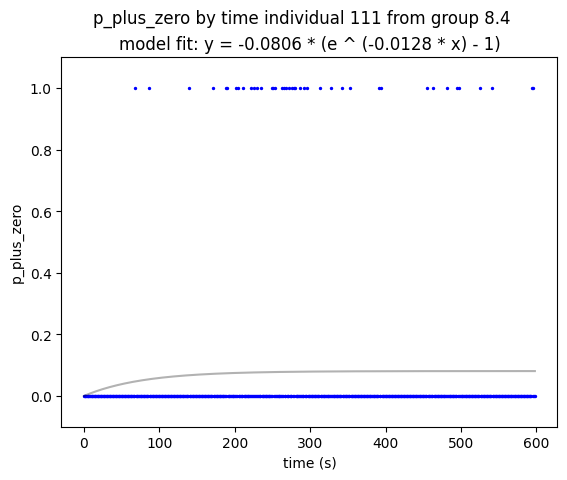 p_plus_zero by time individual 111 from group 8.4
model fit: y = -0.0806 * (e ^ (-0.0128 * x) - 1)
1.0
0.8
0.6
0.4
0.2
0.0
p_plus_zero
0 100 200 300 400 500 600
time (s)